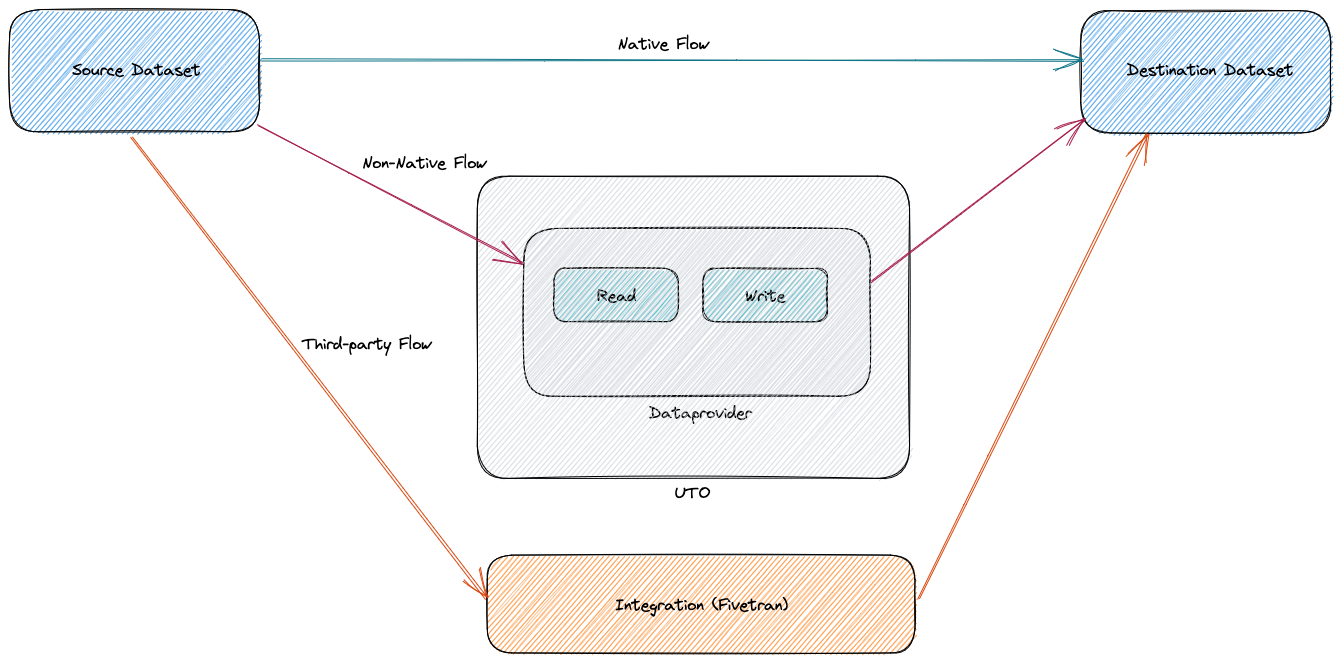 Native Flow
Source Dataset
Destination Dataset
Non-Native Flow
Read
Write
Third-party Flow
Dataprovider
UTO
Integration (Fivetran)